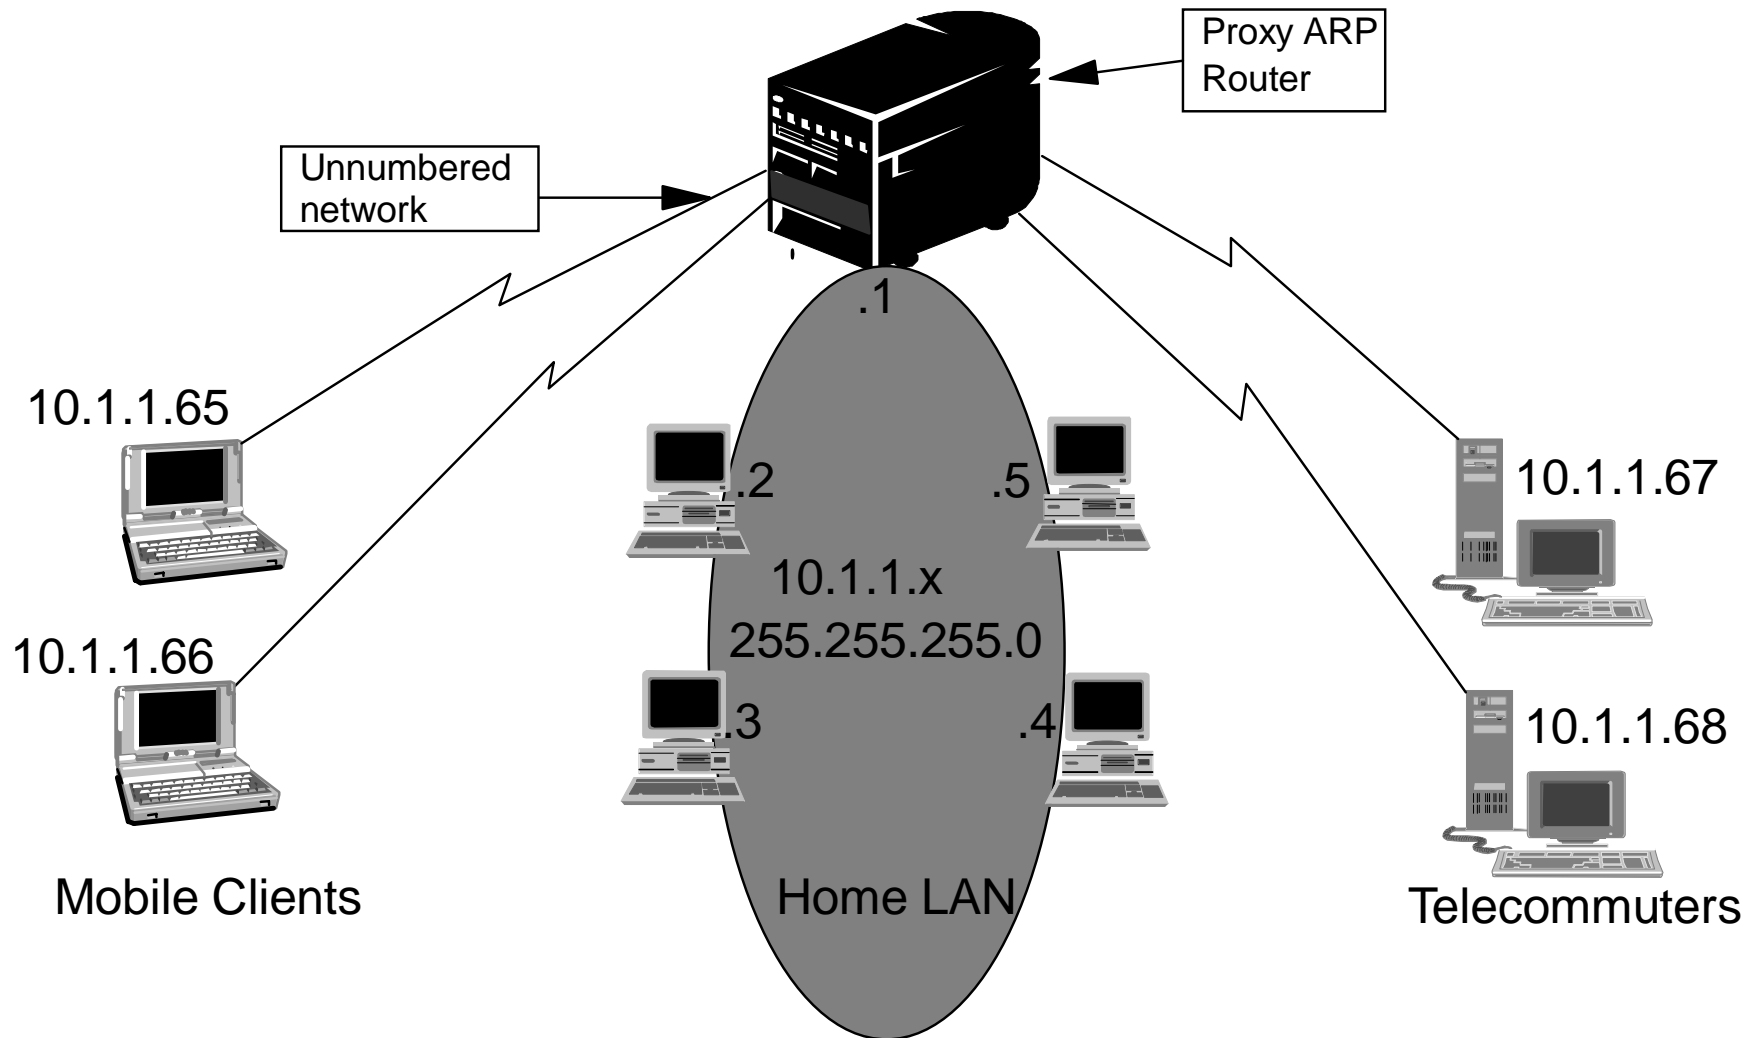 Proxy ARP
Router
Unnumbered
network
.1
10.1.1.65
.2
.5
10.1.1.67
10.1.1.x
255.255.255.0
10.1.1.66
.3
.4
10.1.1.68
Mobile Clients
Home LAN
Telecommuters